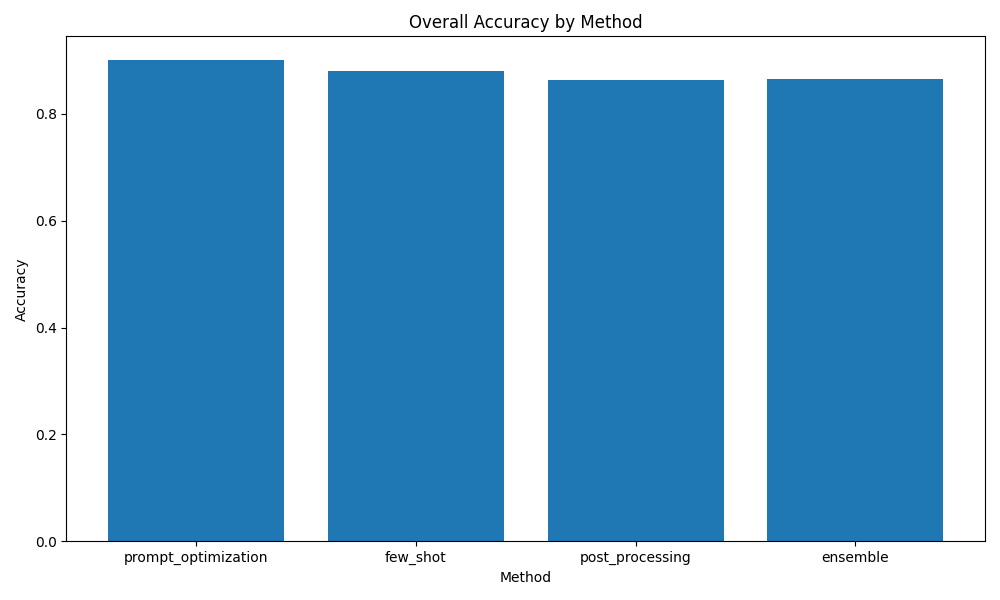 Overall Accuracy by Method
Accuracy
0.8
0.6
0.4
0.2
0.0
prompt_optimization few_shot post_processing ensemble
Method